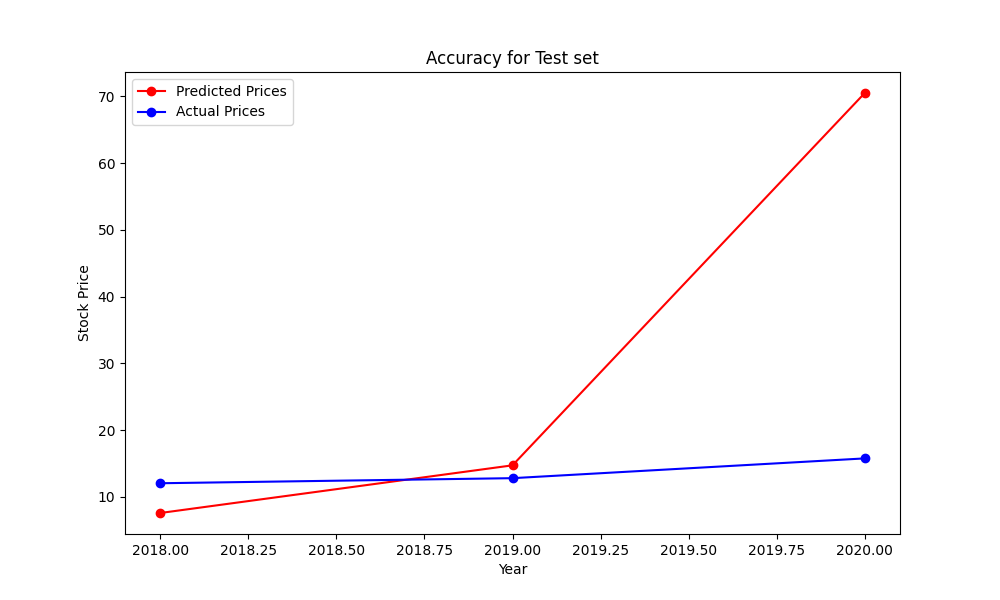 Accuracy for Test set
Predicted Prices
Actual Prices
70
60
50
40
30
20
10
Stock Price
2018.00 2018.25 2018.50 2018.75 2019.00 2019.25 2019.50 2019.75 2020.00
Year